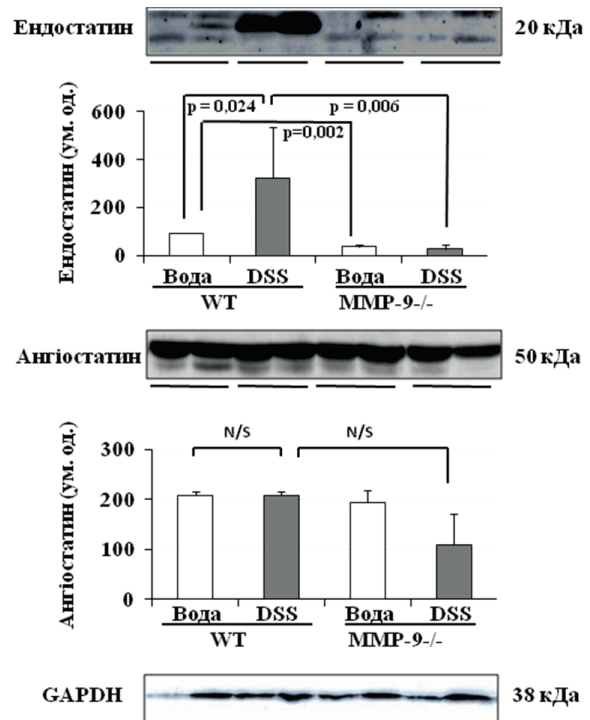 Ендостатин 20 кДа
Ендостатин (ум. од.)
600
400
200
0
p = 0,024 p = 0,006
p=0,002
Вода DSS Вода DSS
WT MMP-9-/-
Ангіостатин 50 кДа
Ангіостатин (ум. од.)
300
200
100
0
N/S N/S
Вода DSS Вода DSS
WT MMP-9-/-
GAPDH 38 кДа